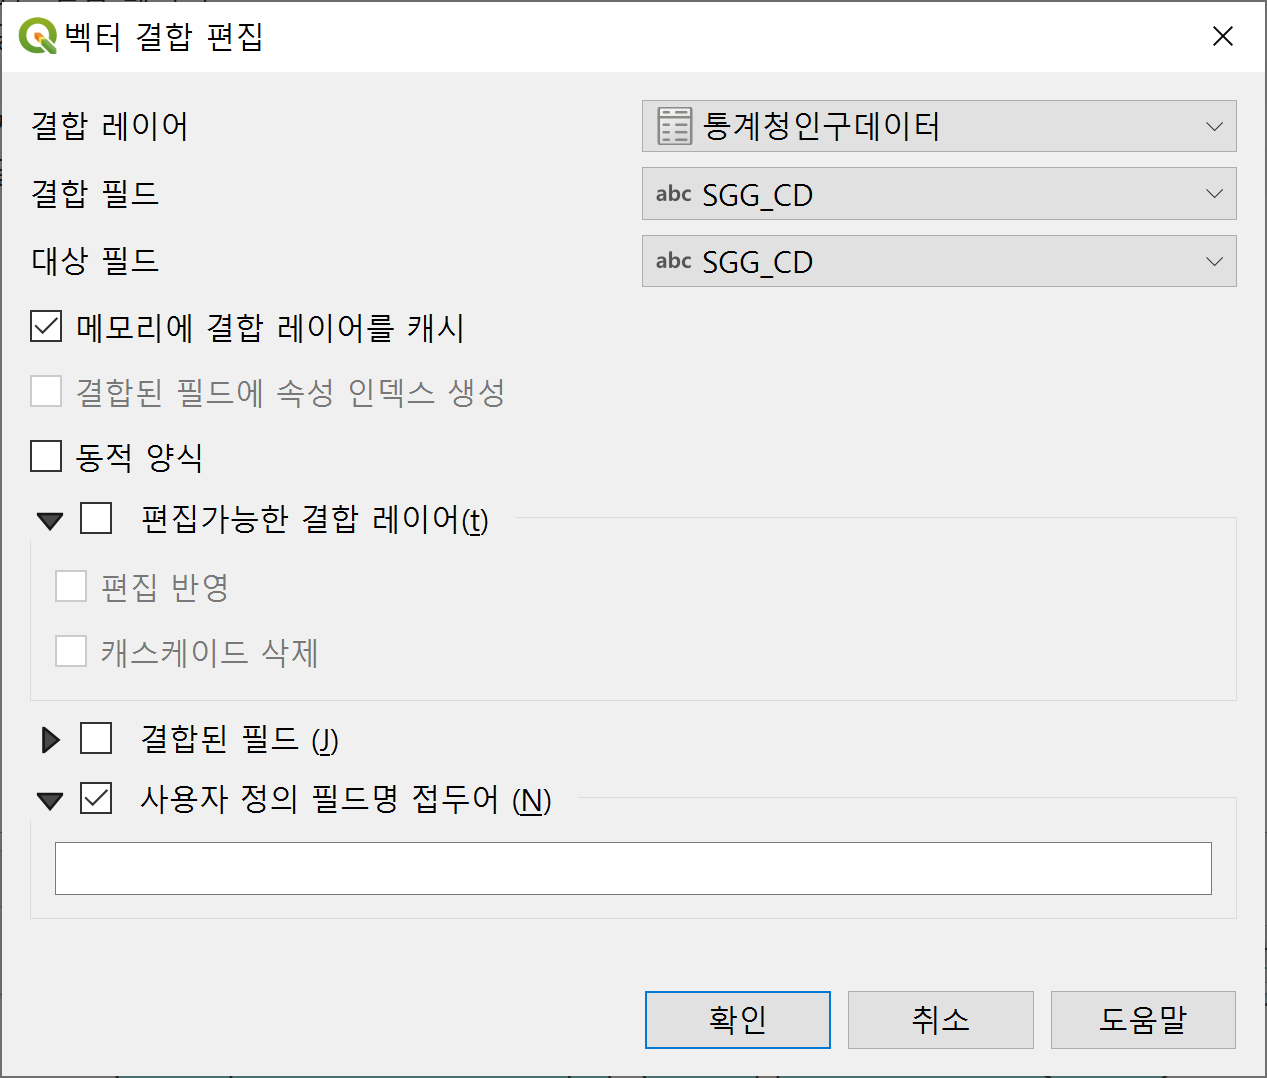 벡터 결합 편집
결합 레이어
통계청인구데이터
결합 필드
abc SGG_CD
대상 필드
abc SGG_CD
메모리에 결합 레이어를 캐시
결합된 필드에 속성 인덱스 생성
동적 양식
편집가능한 결합 레이어(t)
편집 반영
캐스케이드 삭제
결합된 필드 (J)
사용자 정의 필드명 접두어 (N)
확인
취소
도움말